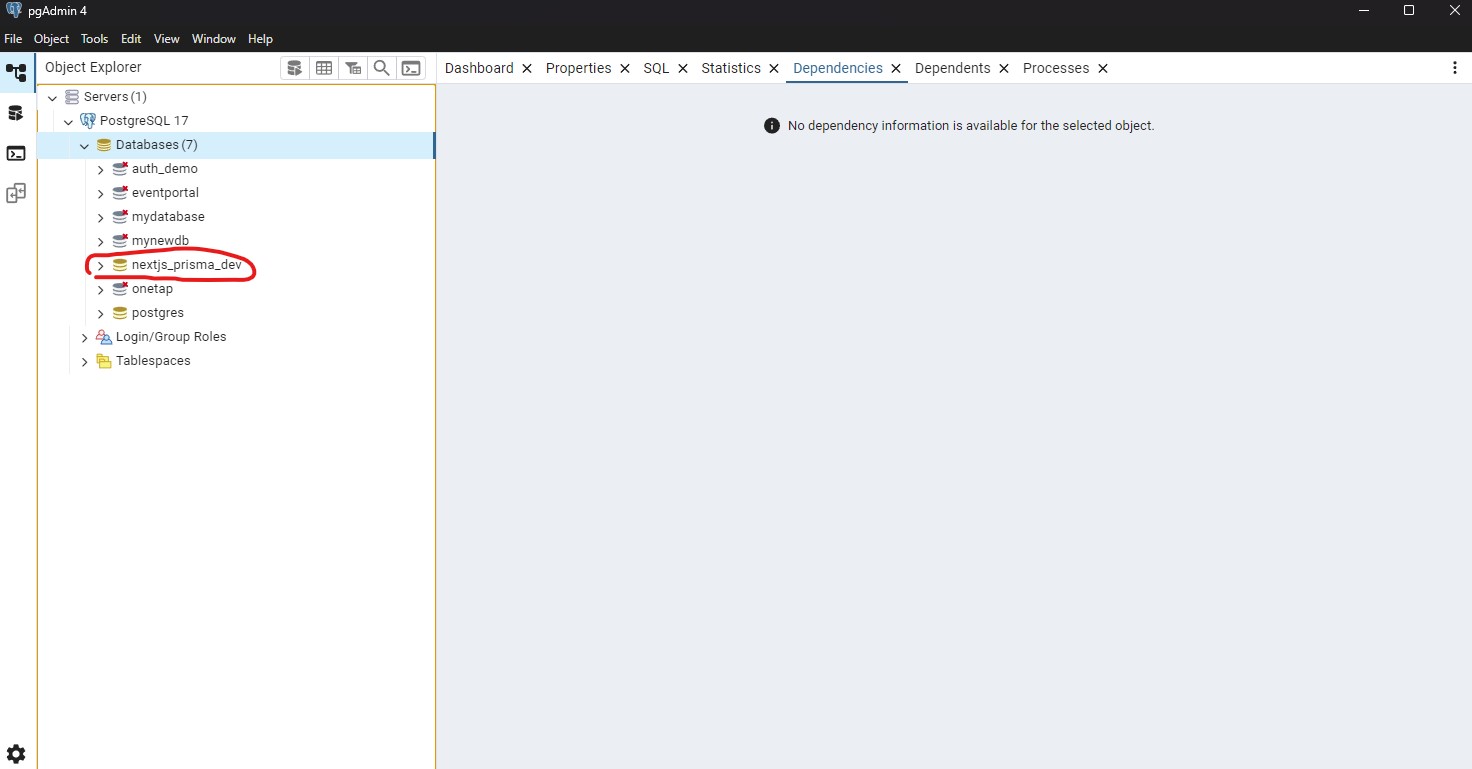 pgAdmin 4
File Object Tools Edit View Window Help
Object Explorer
Dashboard Properties SQL Statistics Dependencies Dependents Processes
Servers (1)
PostgreSQL 17
Databases (7)
auth_demo
eventportal
mydatabase
mynewdb
nextjs_prisma_dev
onetap
postgres
Login/Group Roles
Tablespaces
No dependency information is available for the selected object.